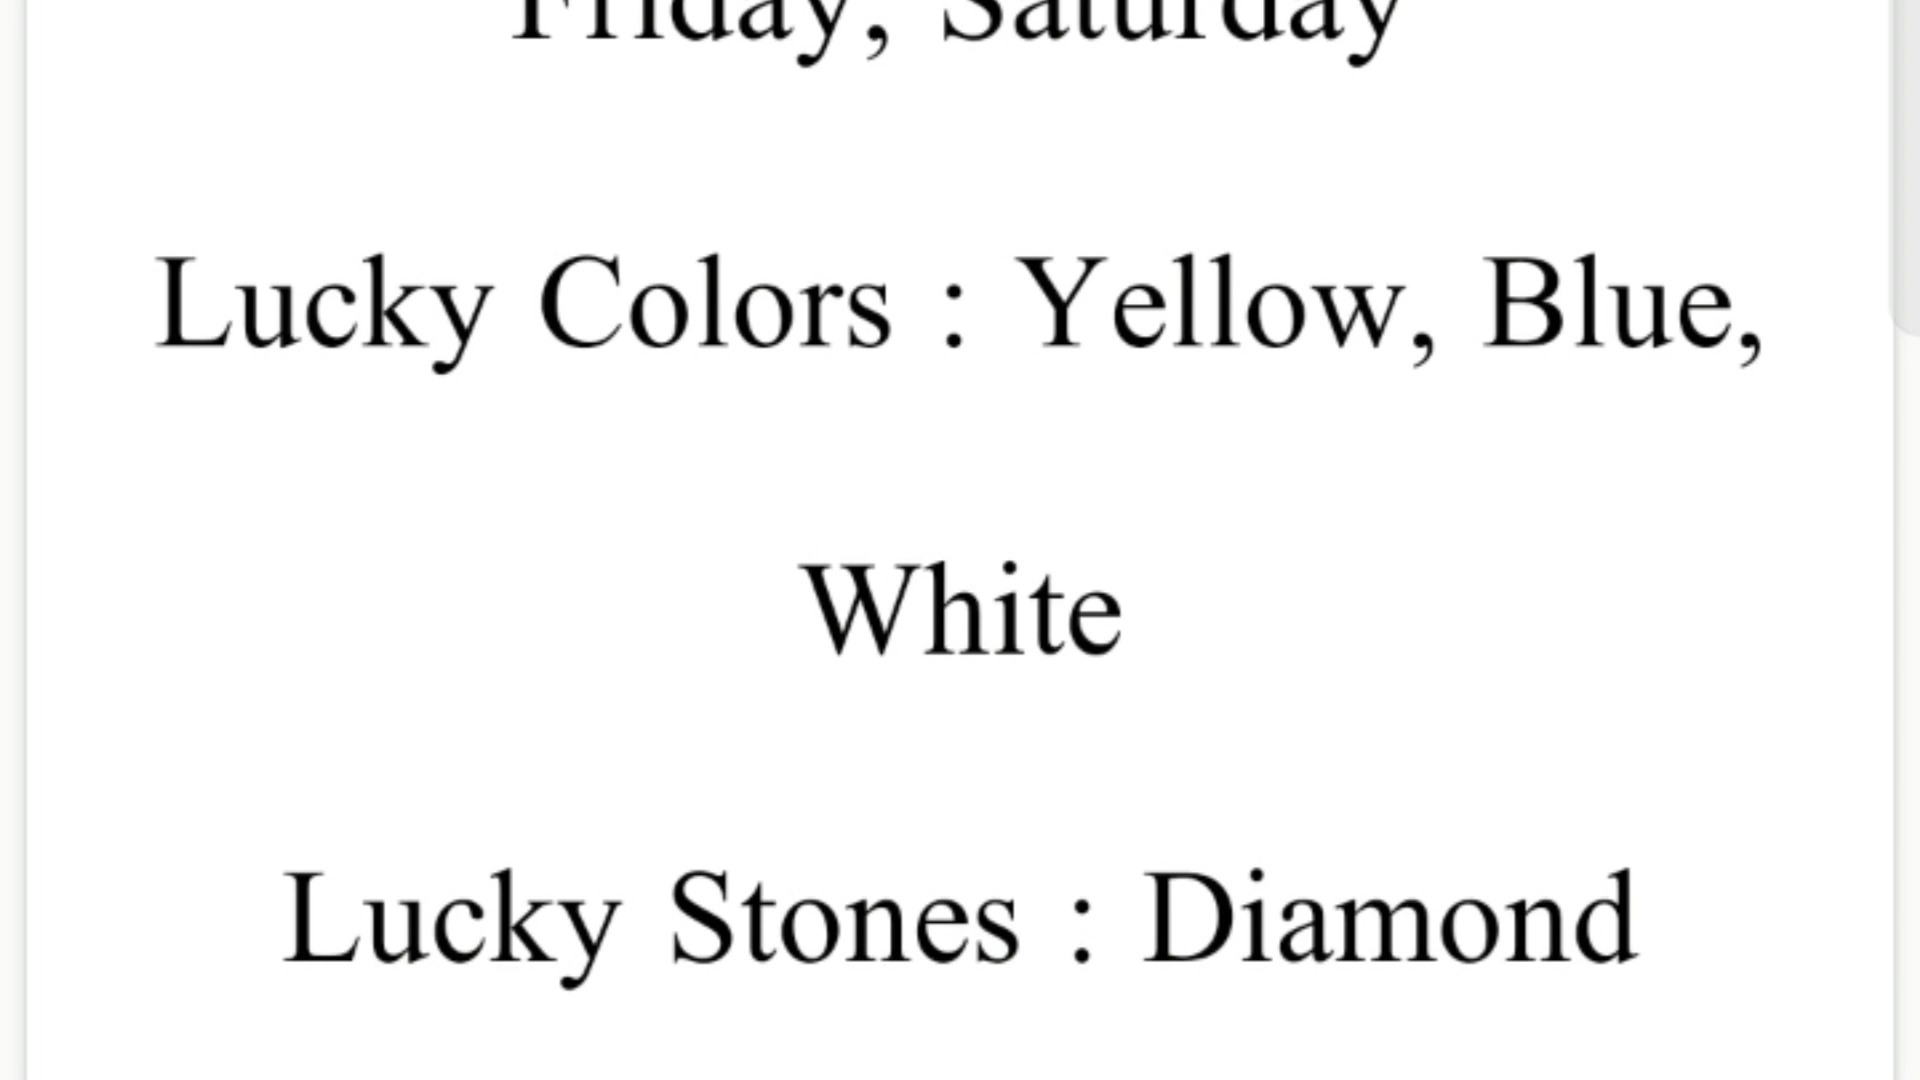 Friday, Saturday
Lucky Colors : Yellow, Blue,
White
Lucky Stones : Diamond